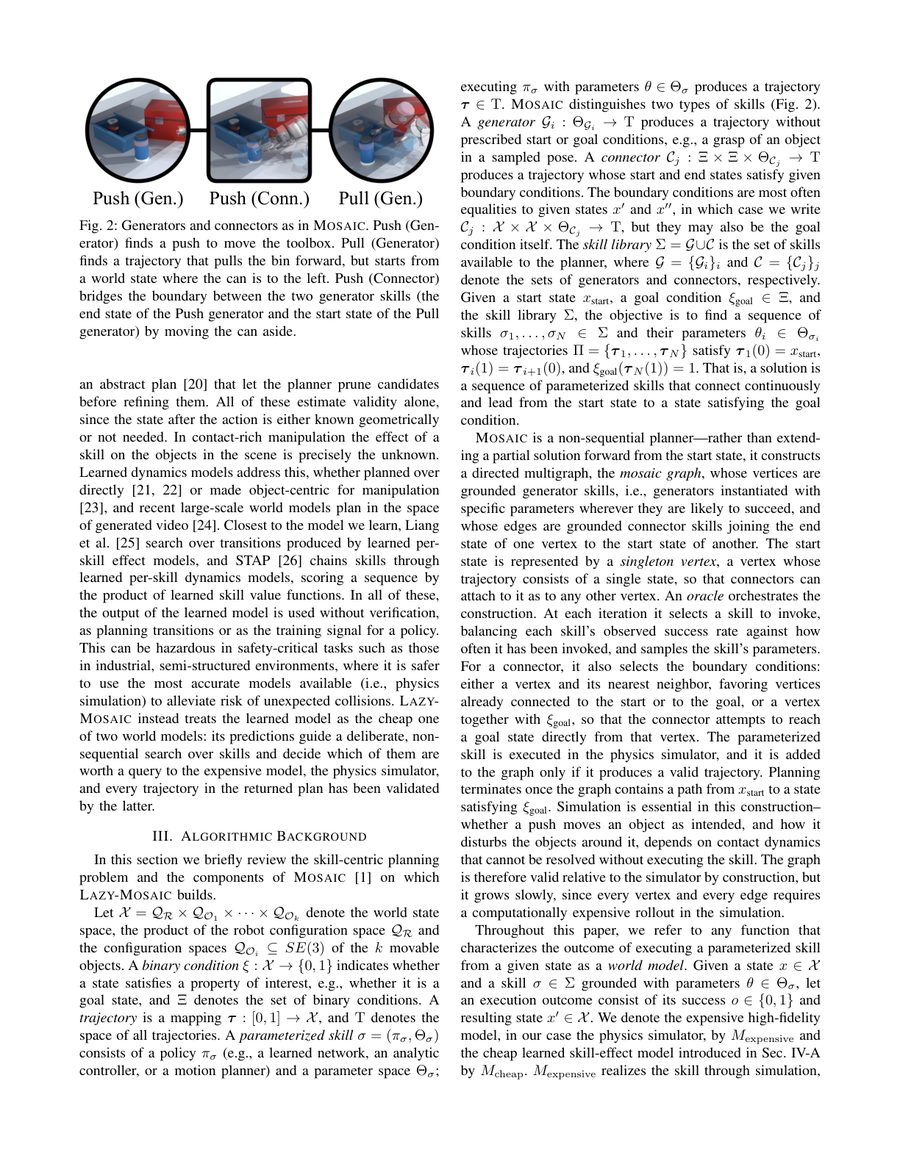 Push (Gen.) Push (Conn.) Pull (Gen.)
Fig. 2: Generators and connectors as in MOSAIC. Push (Gen-
erator) finds a push to move the toolbox. Pull (Generator)
finds a trajectory that pulls the bin forward, but starts from
a world state where the can is to the left. Push (Connector)
bridges the boundary between the two generator skills (the
end state of the Push generator and the start state of the Pull
generator) by moving the can aside.
an abstract plan [20] that let the planner prune candidates
before refining them. All of these estimate validity alone,
since the state after the action is either known geometrically
or not needed. In contact-rich manipulation the effect of a
skill on the objects in the scene is precisely the unknown.
Learned dynamics models address this, whether planned over
directly [21, 22] or made object-centric for manipulation
[23], and recent large-scale world models plan in the space
of generated video [24]. Closest to the model we learn, Liang
et al. [25] search over transitions produced by learned per-
skill effect models, and STAP [26] chains skills through
learned per-skill dynamics models, scoring a sequence by
the product of learned skill value functions. In all of these,
the output of the learned model is used without verification,
as planning transitions or as the training signal for a policy.
This can be hazardous in safety-critical tasks such as those
in industrial, semi-structured environments, where it is safer
to use the most accurate models available (i.e., physics
simulation) to alleviate risk of unexpected collisions. LAZY-
MOSAIC instead treats the learned model as the cheap one
of two world models: its predictions guide a deliberate, non-
sequential search over skills and decide which of them are
worth a query to the expensive model, the physics simulator,
and every trajectory in the returned plan has been validated
by the latter.
III. ALGORITHMIC BACKGROUND
In this section we briefly review the skill-centric planning
problem and the components of MOSAIC [1] on which
LAZY-MOSAIC builds.
Let 𝒳 = 𝒬_ℛ × 𝒬_𝒪₁ × ⋯ × 𝒬_𝒪ₖ denote the world state
space, the product of the robot configuration space 𝒬_ℛ and
the configuration spaces 𝒬_𝒪ᵢ ⊆ SE(3) of the k movable
objects. A binary condition ξ : 𝒳 → {0, 1} indicates whether
a state satisfies a property of interest, e.g., whether it is a
goal state, and Ξ denotes the set of binary conditions. A
trajectory is a mapping τ : [0, 1] → 𝒳, and T denotes the
space of all trajectories. A parameterized skill σ = (π_σ, Θ_σ)
consists of a policy π_σ (e.g., a learned network, an analytic
controller, or a motion planner) and a parameter space Θ_σ;
executing π_σ with parameters θ ∈ Θ_σ produces a trajectory
τ ∈ T. MOSAIC distinguishes two types of skills (Fig. 2).
A generator 𝒢ᵢ : Θ_𝒢ᵢ → T produces a trajectory without
prescribed start or goal conditions, e.g., a grasp of an object
in a sampled pose. A connector 𝒞ⱼ : Ξ × Ξ × Θ_𝒞ⱼ → T
produces a trajectory whose start and end states satisfy given
boundary conditions. The boundary conditions are most often
equalities to given states x′ and x″, in which case we write
𝒞ⱼ : 𝒳 × 𝒳 × Θ_𝒞ⱼ → T, but they may also be the goal
condition itself. The skill library Σ = 𝒢∪𝒞 is the set of skills
available to the planner, where 𝒢 = {𝒢ᵢ}ᵢ and 𝒞 = {𝒞ⱼ}ⱼ
denote the sets of generators and connectors, respectively.
Given a start state x_start, a goal condition ξ_goal ∈ Ξ, and
the skill library Σ, the objective is to find a sequence of
skills σ₁, . . . , σ_N ∈ Σ and their parameters θᵢ ∈ Θ_σᵢ
whose trajectories Π = {τ₁, . . . , τ_N} satisfy τ₁(0) = x_start,
τᵢ(1) = τᵢ₊₁(0), and ξ_goal(τ_N(1)) = 1. That is, a solution is
a sequence of parameterized skills that connect continuously
and lead from the start state to a state satisfying the goal
condition.
MOSAIC is a non-sequential planner—rather than extend-
ing a partial solution forward from the start state, it constructs
a directed multigraph, the mosaic graph, whose vertices are
grounded generator skills, i.e., generators instantiated with
specific parameters wherever they are likely to succeed, and
whose edges are grounded connector skills joining the end
state of one vertex to the start state of another. The start
state is represented by a singleton vertex, a vertex whose
trajectory consists of a single state, so that connectors can
attach to it as to any other vertex. An oracle orchestrates the
construction. At each iteration it selects a skill to invoke,
balancing each skill's observed success rate against how
often it has been invoked, and samples the skill's parameters.
For a connector, it also selects the boundary conditions:
either a vertex and its nearest neighbor, favoring vertices
already connected to the start or to the goal, or a vertex
together with ξ_goal, so that the connector attempts to reach
a goal state directly from that vertex. The parameterized
skill is executed in the physics simulator, and it is added
to the graph only if it produces a valid trajectory. Planning
terminates once the graph contains a path from x_start to a state
satisfying ξ_goal. Simulation is essential in this construction–
whether a push moves an object as intended, and how it
disturbs the objects around it, depends on contact dynamics
that cannot be resolved without executing the skill. The graph
is therefore valid relative to the simulator by construction, but
it grows slowly, since every vertex and every edge requires
a computationally expensive rollout in the simulation.
Throughout this paper, we refer to any function that
characterizes the outcome of executing a parameterized skill
from a given state as a world model. Given a state x ∈ 𝒳
and a skill σ ∈ Σ grounded with parameters θ ∈ Θ_σ, let
an execution outcome consist of its success o ∈ {0, 1} and
resulting state x′ ∈ 𝒳. We denote the expensive high-fidelity
model, in our case the physics simulator, by M_expensive and
the cheap learned skill-effect model introduced in Sec. IV-A
by M_cheap. M_expensive realizes the skill through simulation,